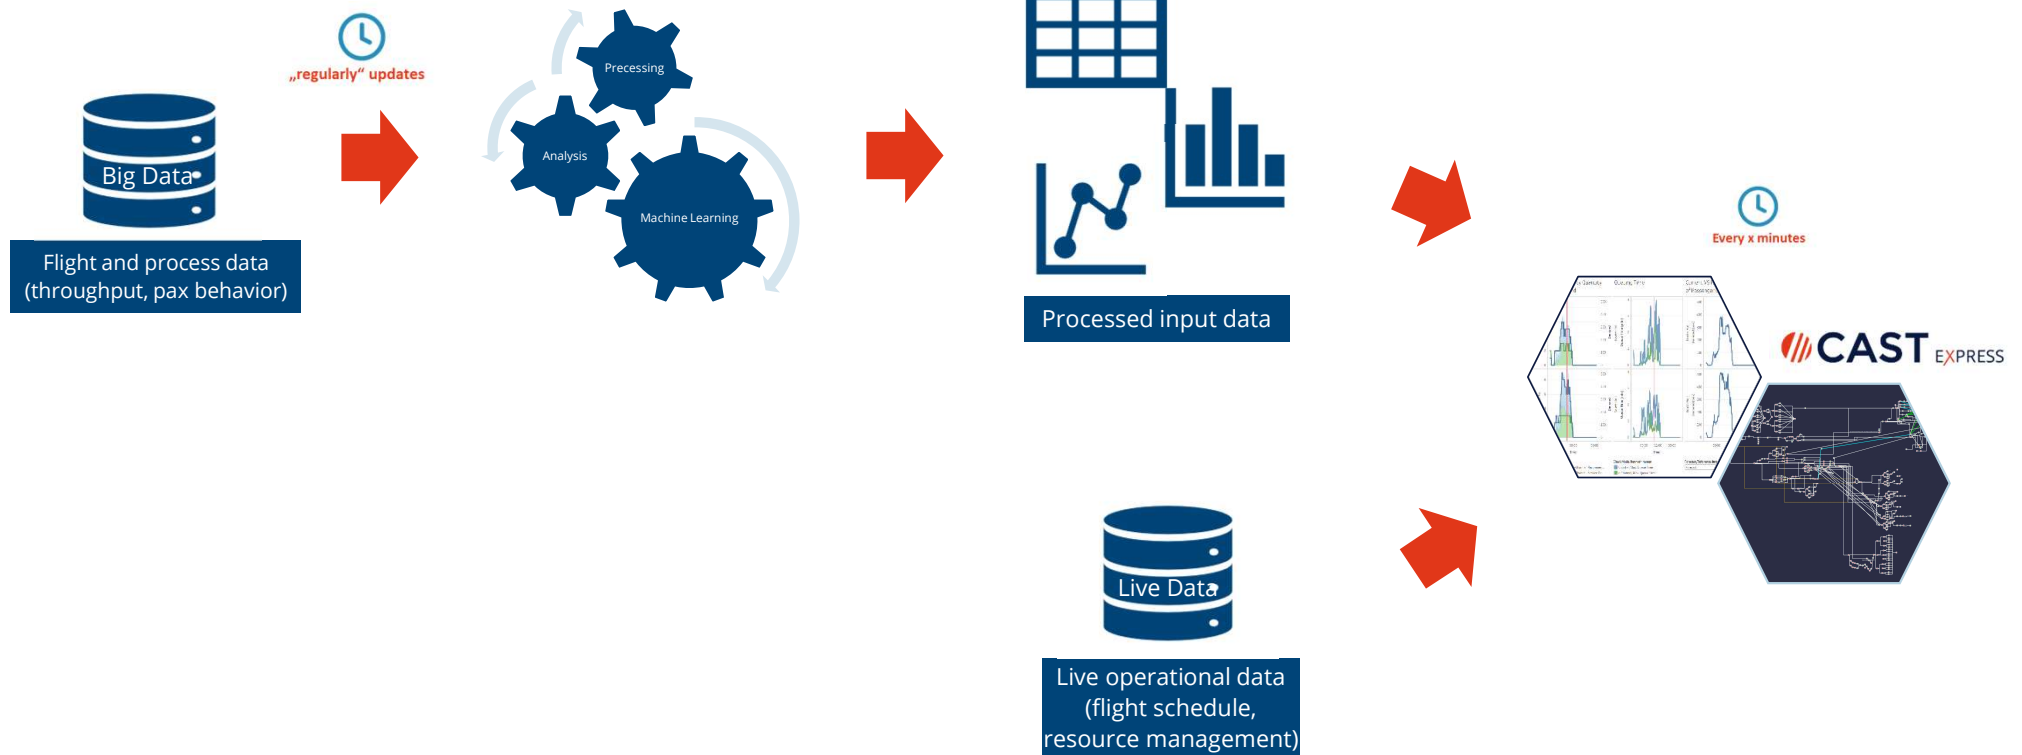 „regularly“ updates
Precessing
Analysis
Machine Learning
Big Data
Flight and process data
(throughput, pax behavior)
Processed input data
Every x minutes
CAST EXPRESS
Live Data
Live operational data
(flight schedule,
resource management)